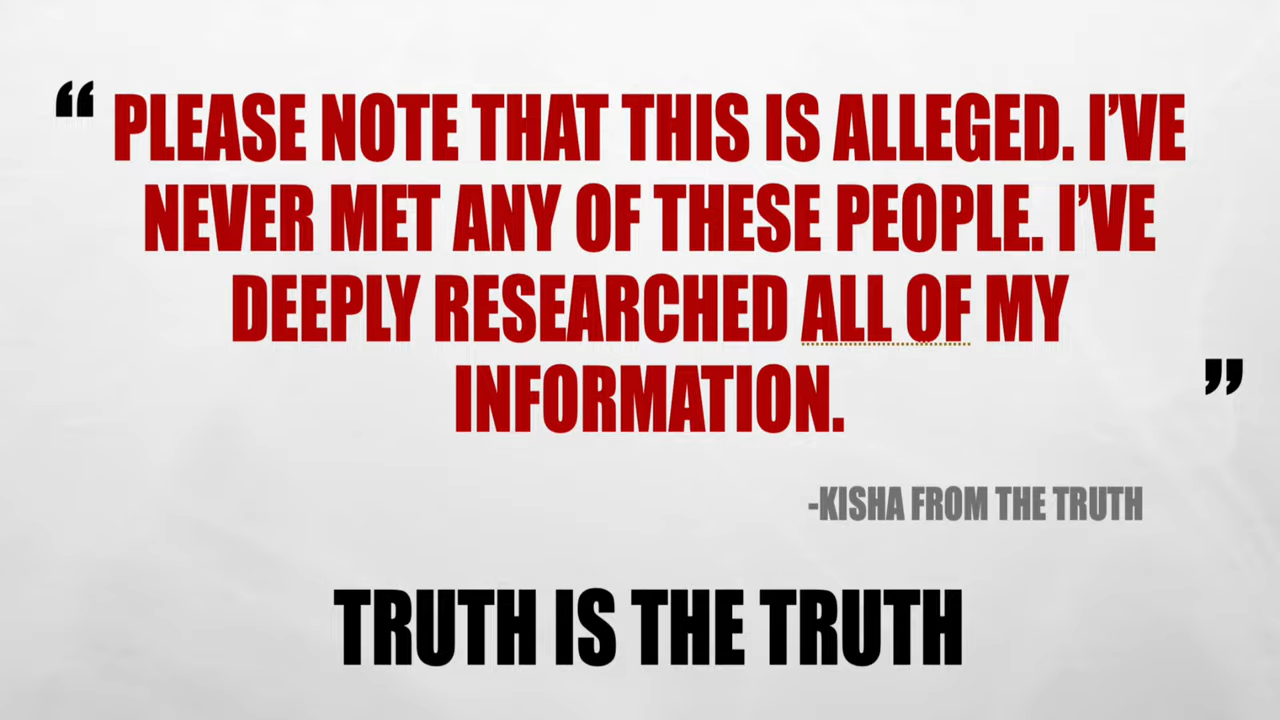 “ PLEASE NOTE THAT THIS IS ALLEGED. I’VE
NEVER MET ANY OF THESE PEOPLE. I’VE
DEEPLY RESEARCHED ALL OF MY
INFORMATION. ”
-KISHA FROM THE TRUTH
TRUTH IS THE TRUTH